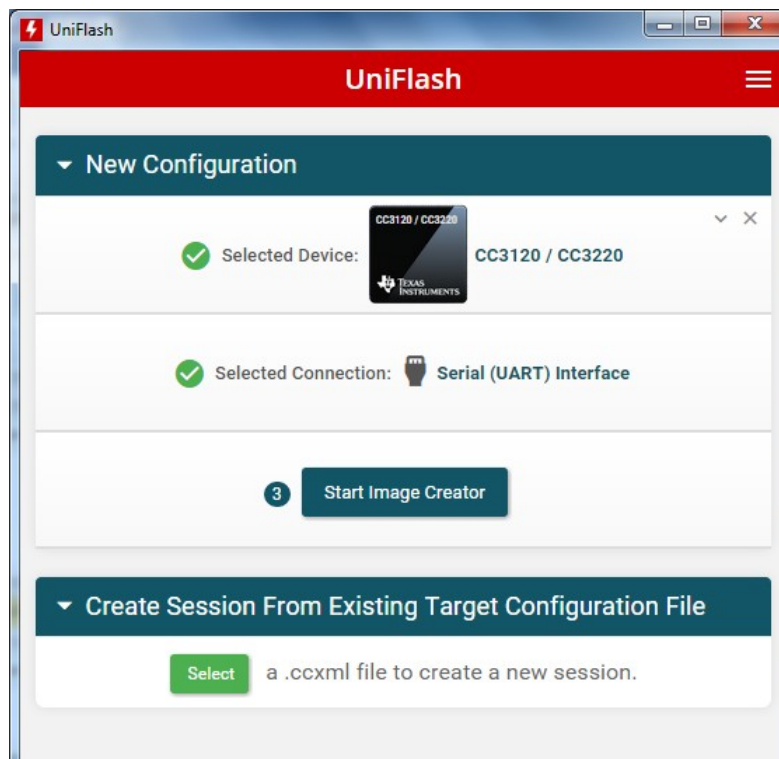 UniFlash
UniFlash
New Configuration
Selected Device:
CC3120 / CC3220
TEXAS
INSTRUMENTS
CC3120 / CC3220
Selected Connection:
Serial (UART) Interface
3
Start Image Creator
Create Session From Existing Target Configuration File
Select
a .ccxml file to create a new session.